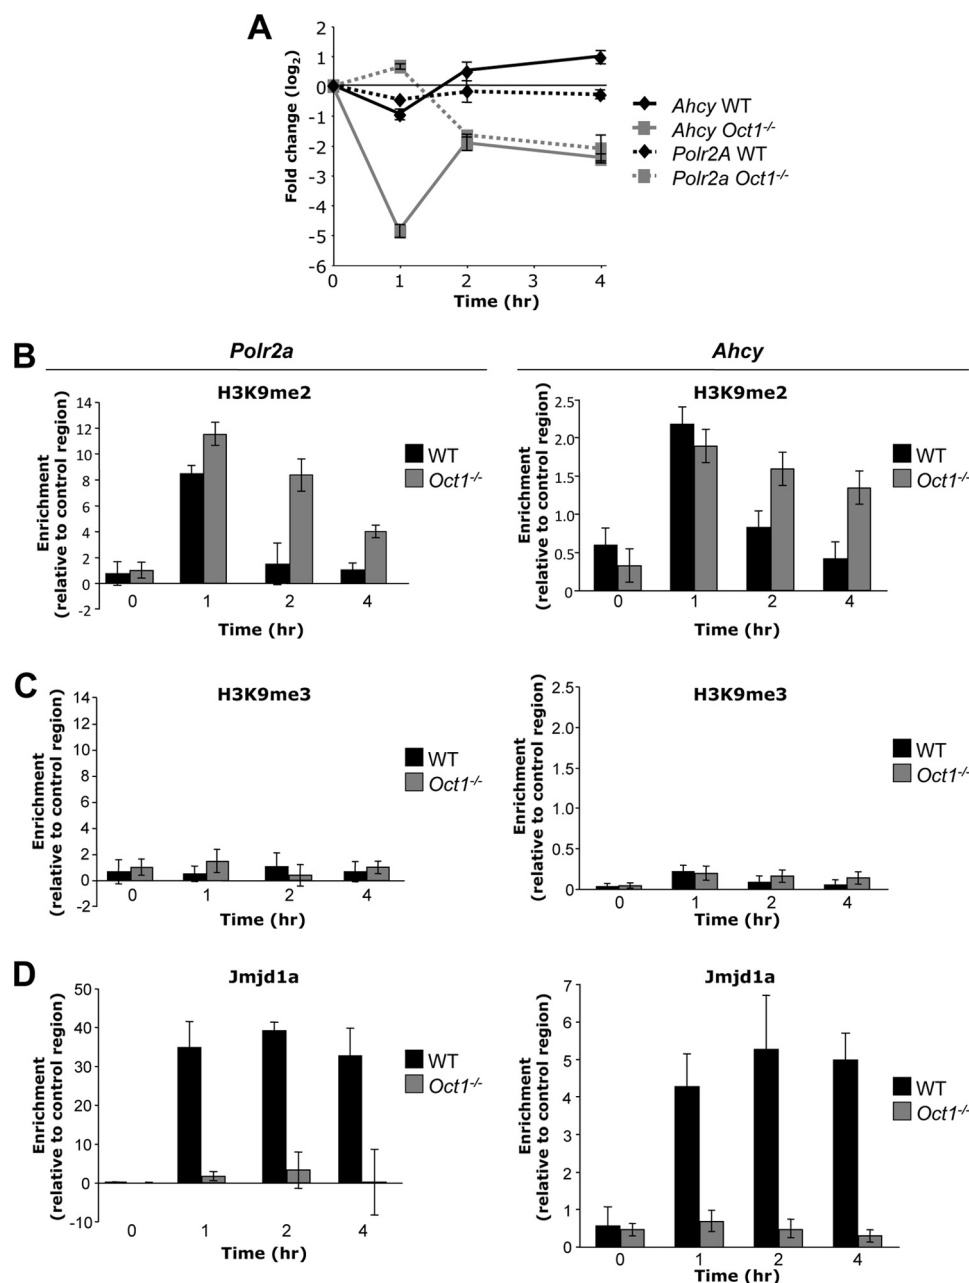 A
Fold change (log2)
2
1
0
-1
-2
-3
-4
-5
-6
0 1 2 3 4
Time (hr)
Ahcy WT
Ahcy Oct1-/-
Polr2A WT
Polr2a Oct1-/-
B
Polr2a
Ahcy
H3K9me2
Enrichment
(relative to control region)
14
12
10
8
6
4
2
0
-2
0 1 2 4
Time (hr)
WT
Oct1-/-
H3K9me2
Enrichment
(relative to control region)
2.5
2.0
1.5
1.0
0.5
0
0 1 2 4
Time (hr)
WT
Oct1-/-
C
H3K9me3
Enrichment
(relative to control region)
14
12
10
8
6
4
2
0
-2
0 1 2 4
Time (hr)
WT
Oct1-/-
H3K9me3
Enrichment
(relative to control region)
2.5
2.0
1.5
1.0
0.5
0
0 1 2 4
Time (hr)
WT
Oct1-/-
D
Jmjd1a
Enrichment
(relative to control region)
50
40
30
20
10
0
-10
0 1 2 4
Time (hr)
WT
Oct1-/-
Jmjd1a
Enrichment
(relative to control region)
7
6
5
4
3
2
1
0
0 1 2 4
Time (hr)
WT
Oct1-/-